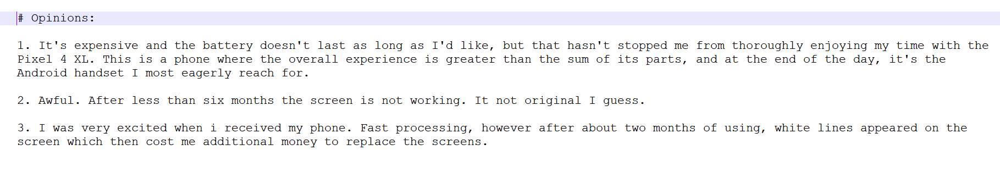 # Opinions:
1. It's expensive and the battery doesn't last as long as I'd like, but that hasn't stopped me from thoroughly enjoying my time with the
Pixel 4 XL. This is a phone where the overall experience is greater than the sum of its parts, and at the end of the day, it's the
Android handset I most eagerly reach for.
2. Awful. After less than six months the screen is not working. It not original I guess.
3. I was very excited when i received my phone. Fast processing, however after about two months of using, white lines appeared on the
screen which then cost me additional money to replace the screens.